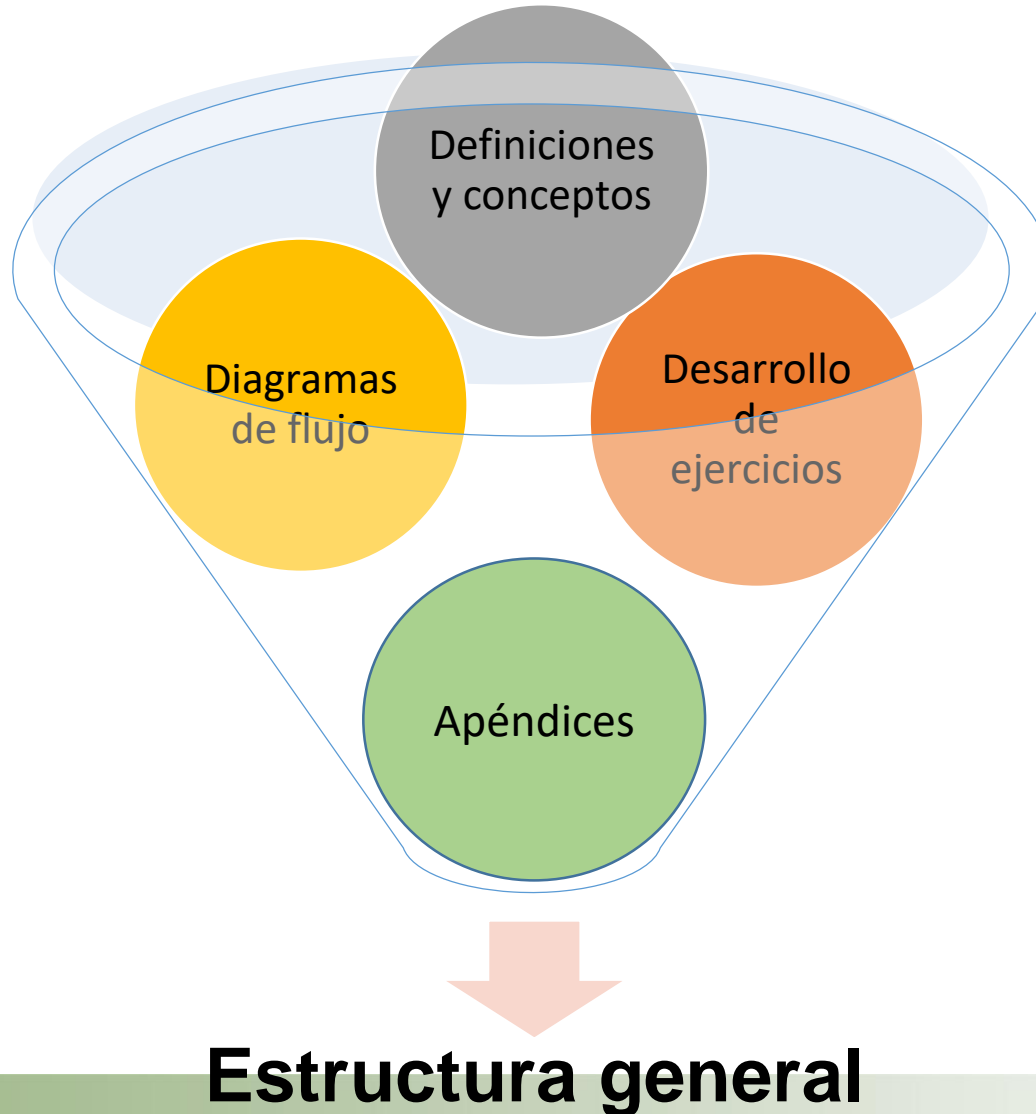 Definiciones
y conceptos
Diagramas
de flujo
Desarrollo
de
ejercicios
Apéndices
Estructura general